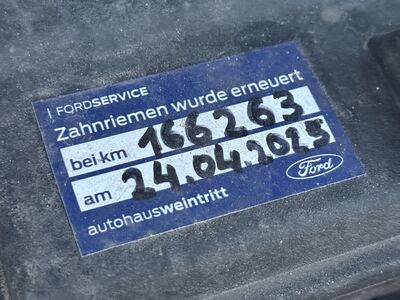 | FORDSERVICE
Zahnriemen wurde erneuert
bei km 166263
am 24.04.2025
autohausweintritt
Ford